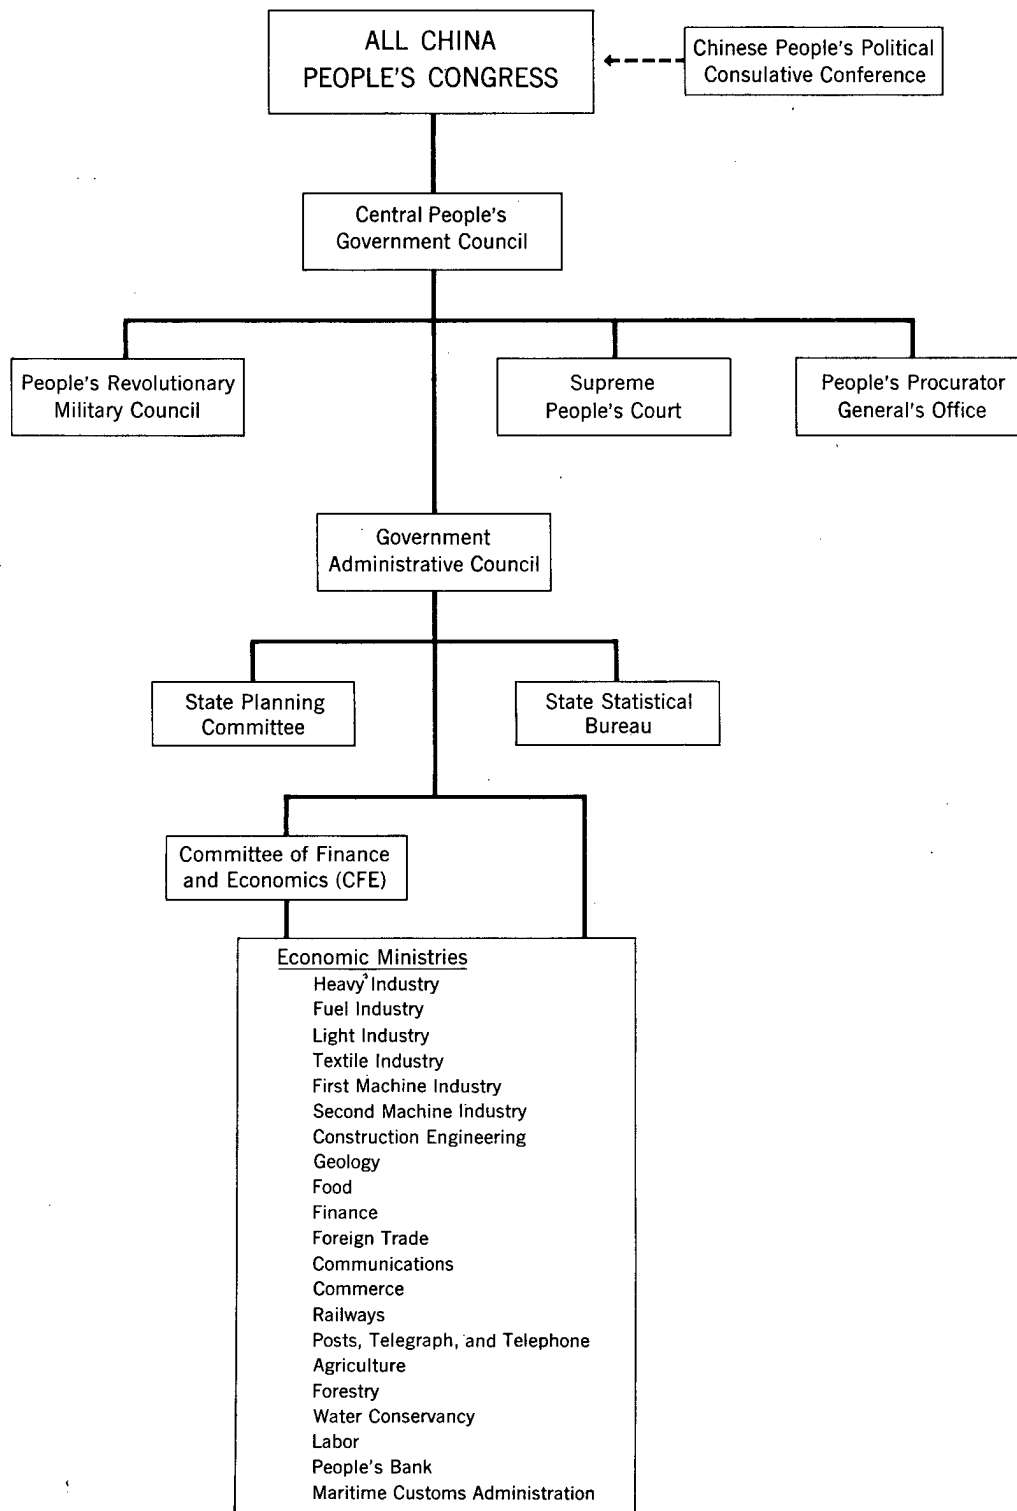 ALL CHINA
PEOPLE'S CONGRESS
Chinese People's Political
Consulative Conference
Central People's
Government Council
People's Revolutionary
Military Council
Supreme
People's Court
People's Procurator
General's Office
Government
Administrative Council
State Planning
Committee
State Statistical
Bureau
Committee of Finance
and Economics (CFE)
Economic Ministries
Heavy Industry
Fuel Industry
Light Industry
Textile Industry
First Machine Industry
Second Machine Industry
Construction Engineering
Geology
Food
Finance
Foreign Trade
Communications
Commerce
Railways
Posts, Telegraph, and Telephone
Agriculture
Forestry
Water Conservancy
Labor
People's Bank
Maritime Customs Administration